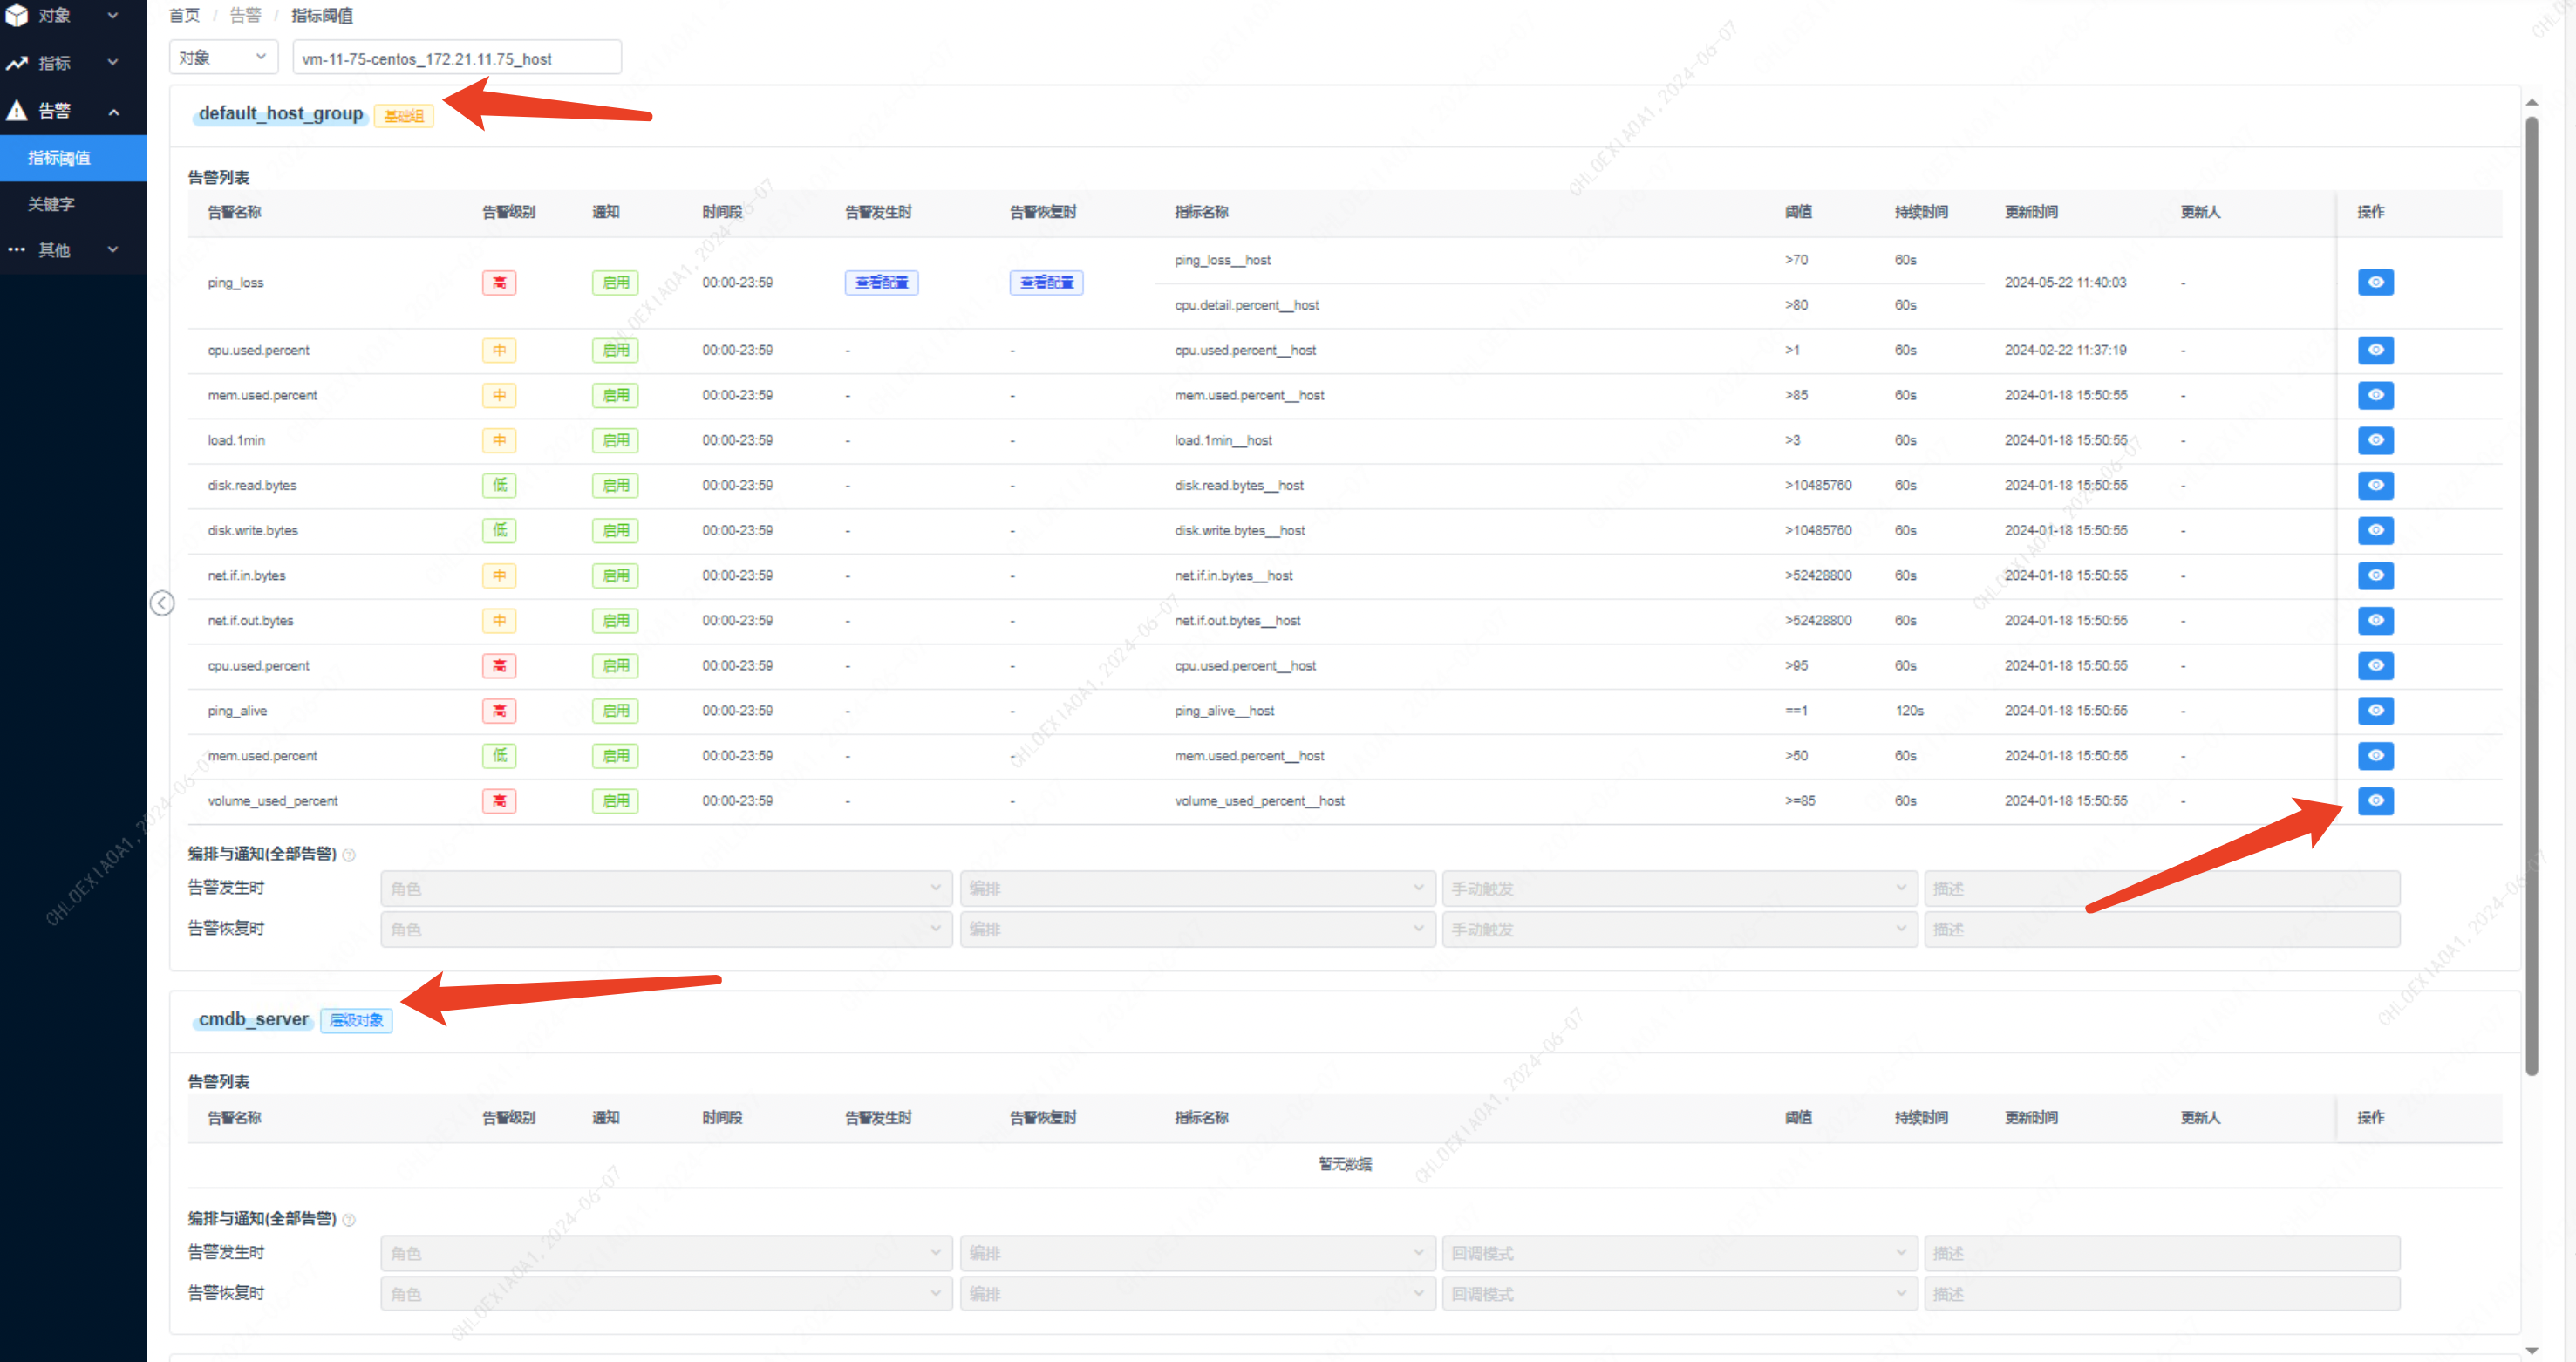 对象
指标
告警
指标阈值
关键字
其他
首页 / 告警 / 指标阈值
对象 vm-11-75-centos_172.21.11.75_host
default_host_group 基础组
告警列表
告警名称 告警级别 通知 时间段 告警发生时 告警恢复时 指标名称 阈值 持续时间 更新时间 更新人 操作
ping_loss__host >70 60s
ping_loss 高 启用 00:00-23:59 查看配置 查看配置 2024-05-22 11:40:03 -
cpu.detail.percent__host >80 60s
cpu.used.percent 中 启用 00:00-23:59 - - cpu.used.percent__host >1 60s 2024-02-22 11:37:19 -
mem.used.percent 中 启用 00:00-23:59 - - mem.used.percent__host >85 60s 2024-01-18 15:50:55 -
load.1min 中 启用 00:00-23:59 - - load.1min__host >3 60s 2024-01-18 15:50:55 -
disk.read.bytes 低 启用 00:00-23:59 - - disk.read.bytes__host >10485760 60s 2024-01-18 15:50:55 -
disk.write.bytes 低 启用 00:00-23:59 - - disk.write.bytes__host >10485760 60s 2024-01-18 15:50:55 -
net.if.in.bytes 中 启用 00:00-23:59 - - net.if.in.bytes__host >52428800 60s 2024-01-18 15:50:55 -
net.if.out.bytes 中 启用 00:00-23:59 - - net.if.out.bytes__host >52428800 60s 2024-01-18 15:50:55 -
cpu.used.percent 高 启用 00:00-23:59 - - cpu.used.percent__host >95 60s 2024-01-18 15:50:55 -
ping_alive 高 启用 00:00-23:59 - - ping_alive__host ==1 120s 2024-01-18 15:50:55 -
mem.used.percent 低 启用 00:00-23:59 - - mem.used.percent__host >50 60s 2024-01-18 15:50:55 -
volume_used_percent 高 启用 00:00-23:59 - - volume_used_percent__host >=85 60s 2024-01-18 15:50:55 -
编排与通知(全部告警)
告警发生时 角色 编排 手动触发 描述
告警恢复时 角色 编排 手动触发 描述
cmdb_server 层级对象
告警列表
告警名称 告警级别 通知 时间段 告警发生时 告警恢复时 指标名称 阈值 持续时间 更新时间 更新人 操作
暂无数据
编排与通知(全部告警)
告警发生时 角色 编排 回调模式 描述
告警恢复时 角色 编排 回调模式 描述
CHLOEXIAOA1,2024-06-07